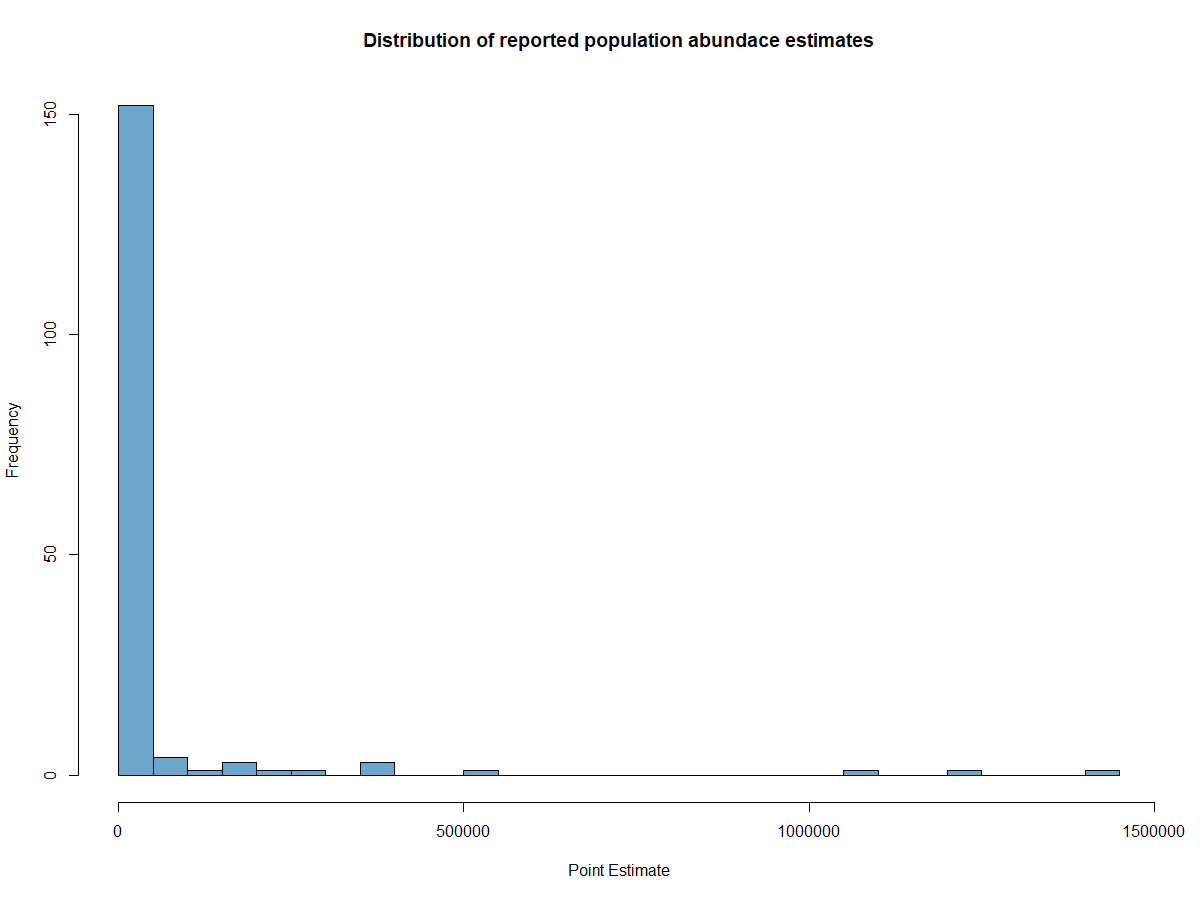 Distribution of reported population abundace estimates
150
100
50
0
Frequency
0
500000
1000000
1500000
Point Estimate